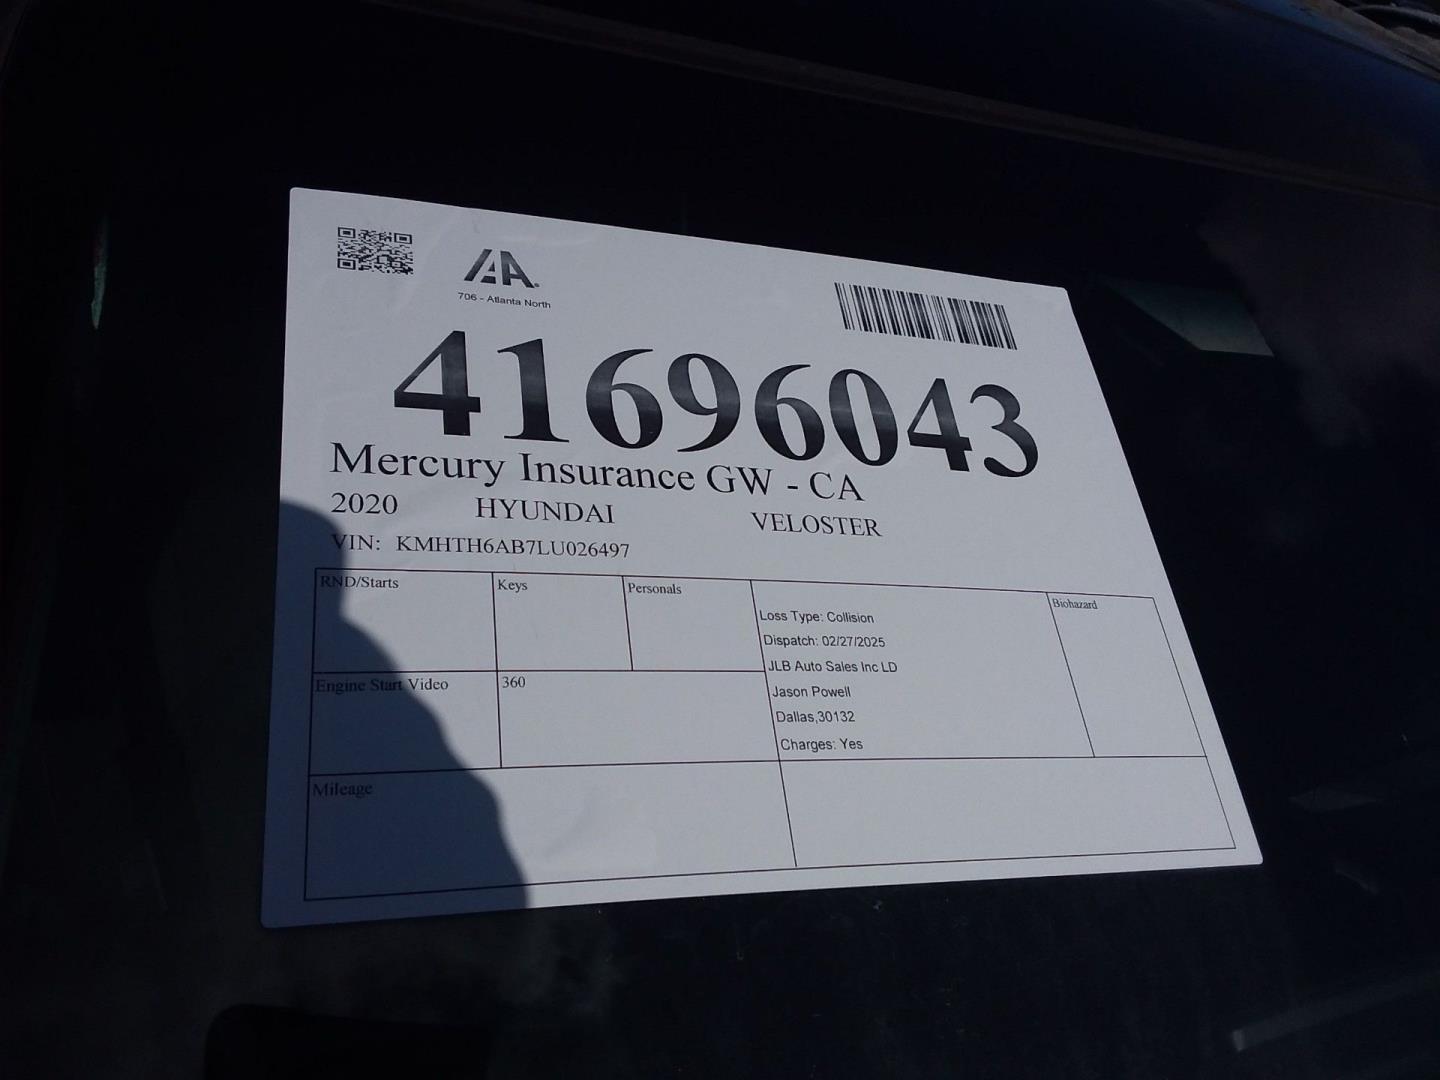 IAA
706 - Atlanta North
41696043
Mercury Insurance GW - CA
2020 HYUNDAI VELOSTER
VIN: KMHTH6AB7LU026497
RND/Starts
Keys
Personals
Loss Type: Collision
Dispatch: 02/27/2025
JLB Auto Sales Inc LD
Jason Powell
Dallas,30132
Charges: Yes
Biohazard
Engine Start Video
360
Mileage